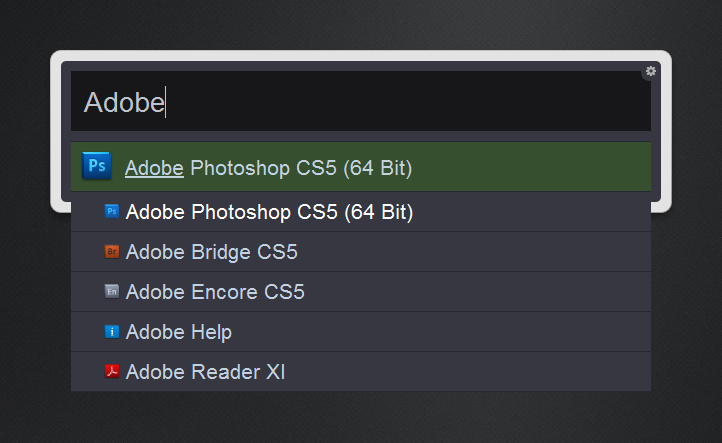 Adobe
Ps Adobe Photoshop CS5 (64 Bit)
Ps Adobe Photoshop CS5 (64 Bit)
Br Adobe Bridge CS5
En Adobe Encore CS5
i Adobe Help
Adobe Reader XI